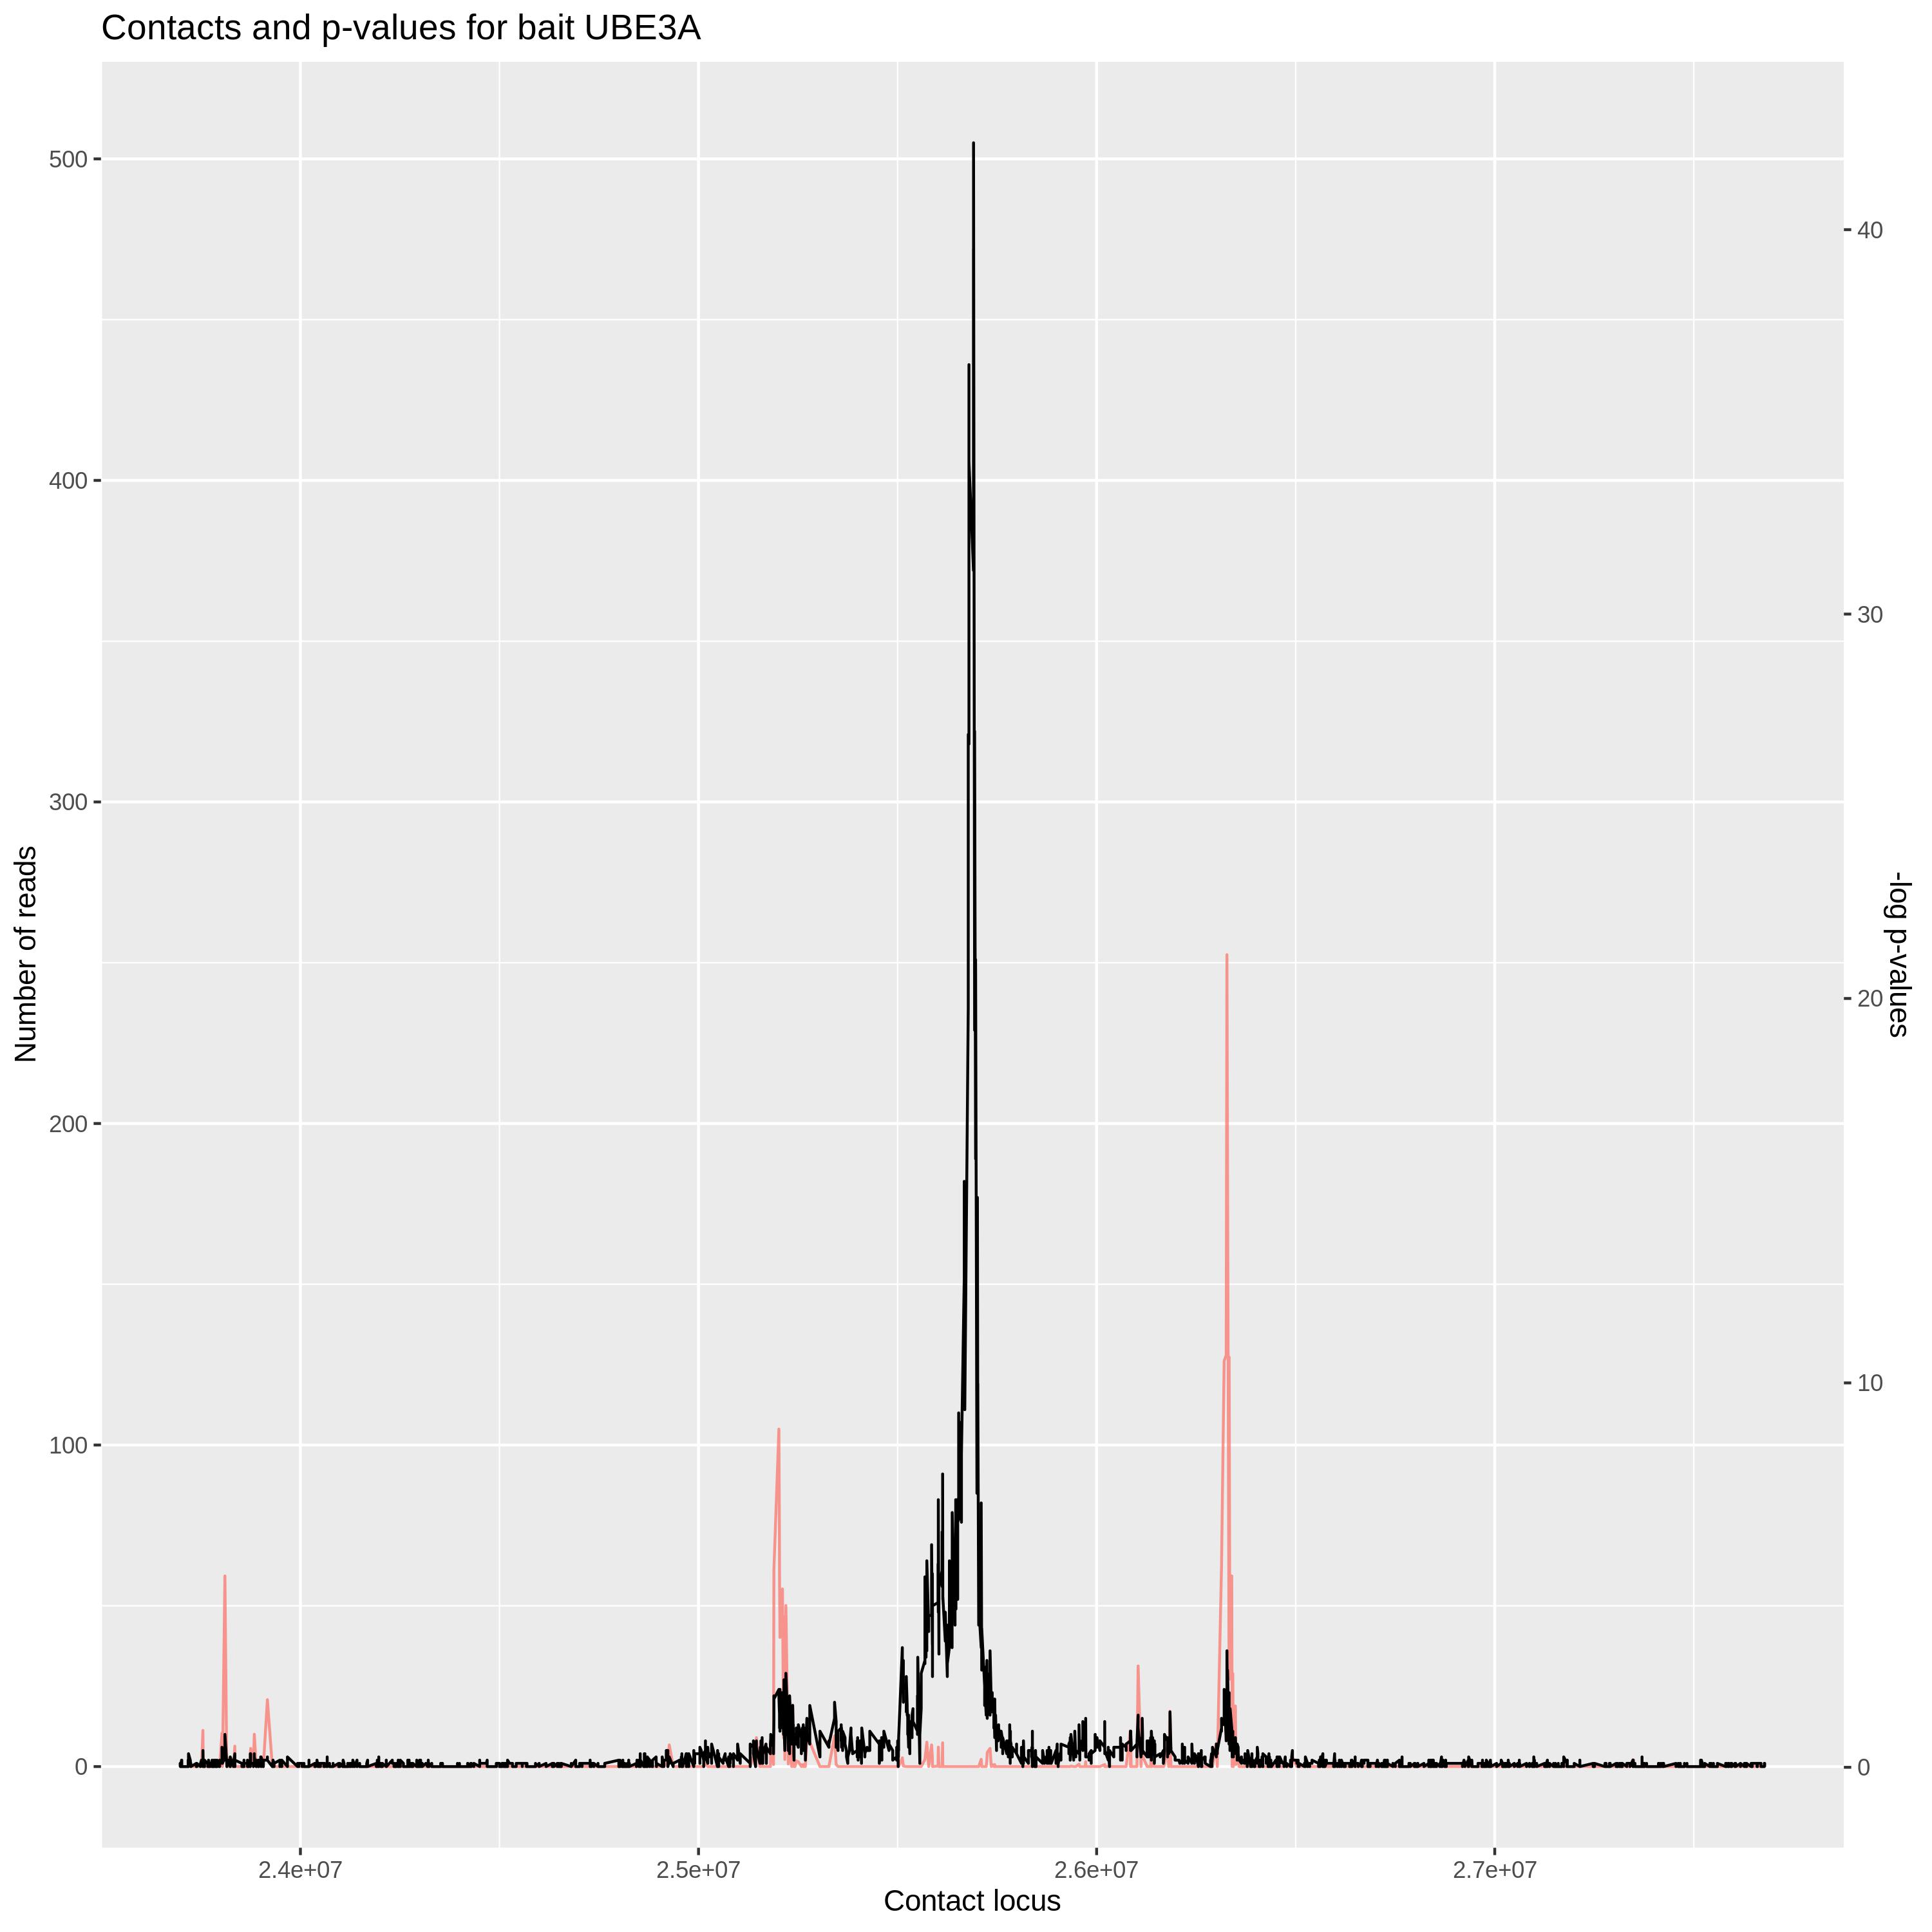 Contacts and p-values for bait UBE3A
500
400
300
200
100
0
Number of reads
40
30
20
10
0
-log p-values
2.4e+07
2.5e+07
2.6e+07
2.7e+07
Contact locus